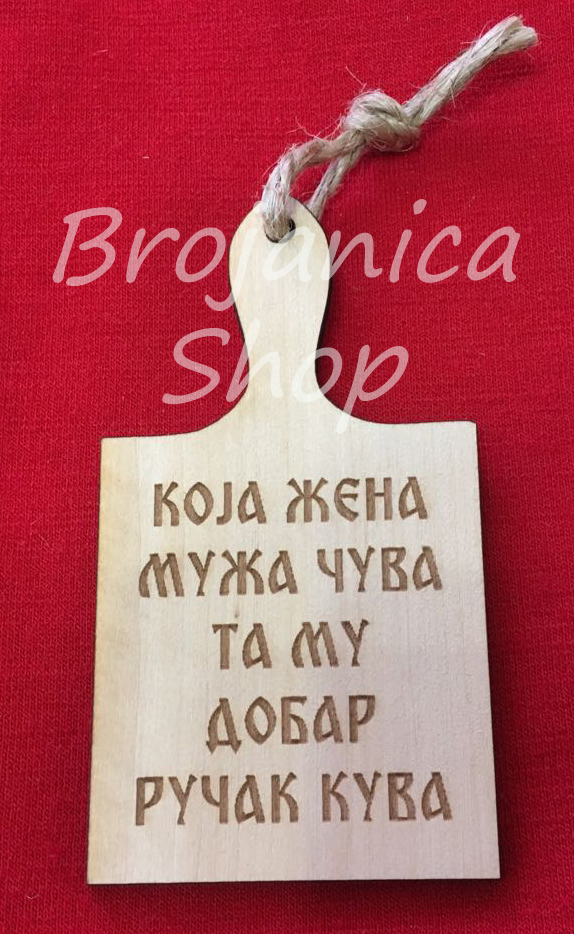 Brojanica
Shop
КОЈА ЖЕНА
МУЖА ЧУВА
ТА МУ
ДОБАР
РУЧАК КУВА